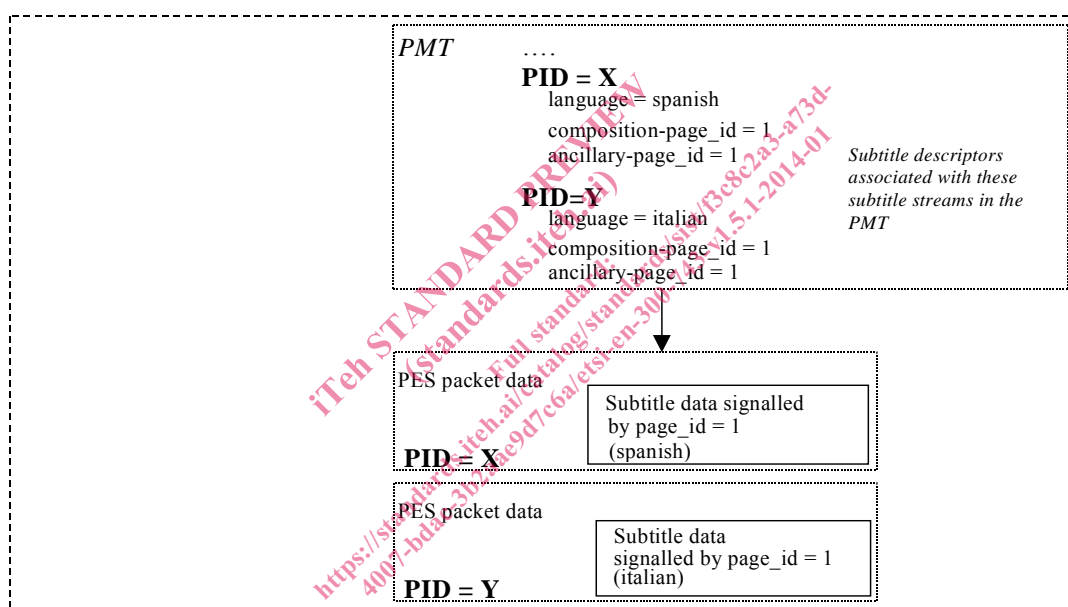 PMT ....
PID = X
language = spanish
composition-page_id = 1
ancillary-page_id = 1
PID=Y
language = italian
composition-page_id = 1
ancillary-page_id = 1
Subtitle descriptors
associated with these
subtitle streams in the
PMT
PES packet data
PID = X
Subtitle data signalled
by page_id = 1
(spanish)
PES packet data
PID = Y
Subtitle data
signalled by page_id = 1
(italian)
iTeh STANDARD PREVIEW
(standards.iteh.ai)
Full standard:
https://standards.iteh.ai/catalog/standards/sist/f3c8c2a3-a73d-